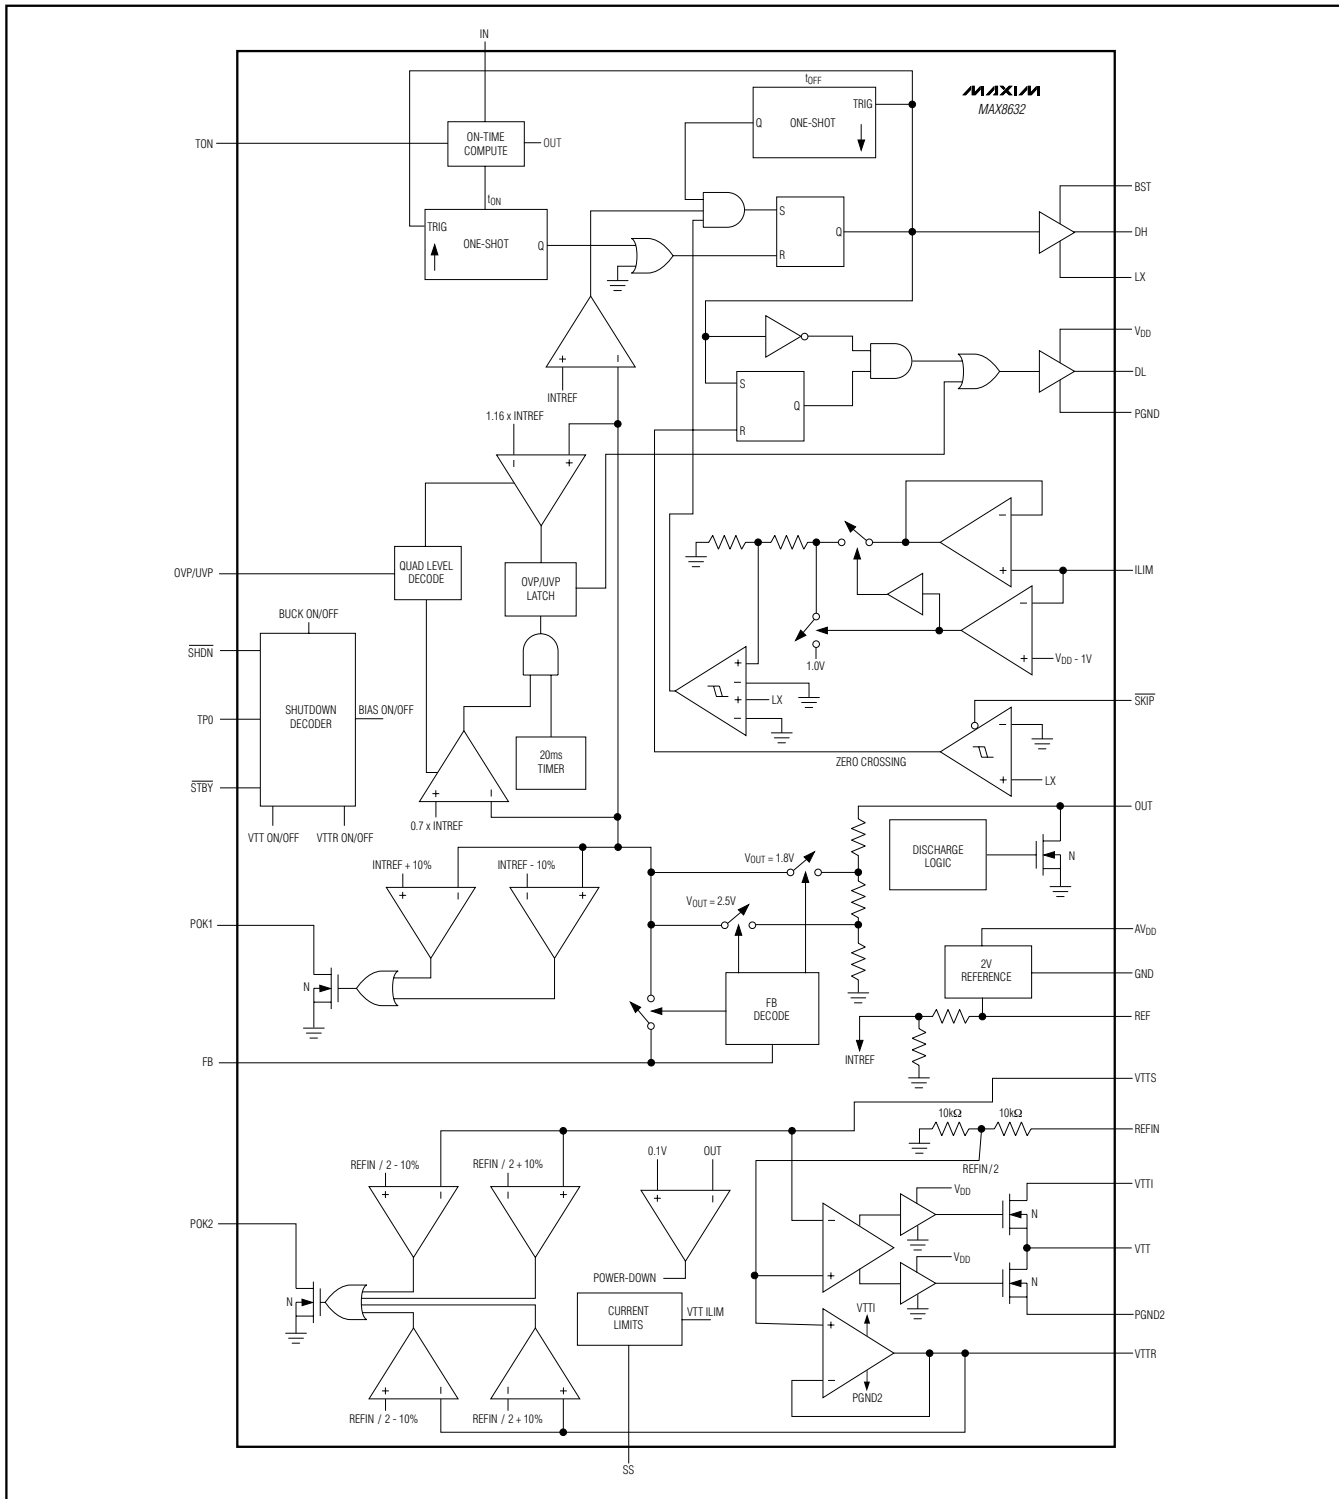 IN
MAXIM
MAX8632
tOFF
TRIG
Q
ONE-SHOT
TON
ON-TIME
COMPUTE
OUT
tON
TRIG
ONE-SHOT
Q
S
Q
R
BST
DH
LX
VDD
DL
PGND
+ −
INTREF
S
Q
R
1.16 x INTREF
− +
QUAD LEVEL
DECODE
OVP/UVP
OVP/UVP
LATCH
−
+
ILIM
−
+
VDD - 1V
1.0V
BUCK ON/OFF
SHDN
TP0
STBY
SHUTDOWN
DECODER
BIAS ON/OFF
VTT ON/OFF
VTTR ON/OFF
20ms
TIMER
+ −
0.7 x INTREF
+
−
+
LX
−
SKIP
−
+
LX
ZERO CROSSING
OUT
DISCHARGE
LOGIC
N
INTREF + 10%
INTREF - 10%
+ −
− +
VOUT = 1.8V
VOUT = 2.5V
POK1
N
FB
DECODE
FB
AVDD
2V
REFERENCE
GND
REF
INTREF
VTTS
10kΩ
10kΩ
REFIN
REFIN/2
REFIN / 2 - 10%
REFIN / 2 + 10%
+ −
− +
0.1V
OUT
+ −
POWER-DOWN
POK2
N
CURRENT
LIMITS
VTT ILIM
SS
+ −
− +
REFIN / 2 - 10%
REFIN / 2 + 10%
−
+
VDD
VDD
N
N
VTTI
VTT
PGND2
+
−
VTTI
PGND2
VTTR